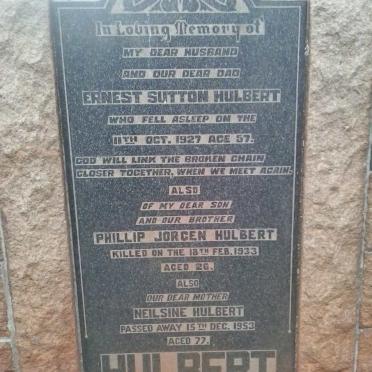 In Loving Memory of
MY DEAR HUSBAND
AND OUR DEAR DAD
ERNEST SUTTON HULBERT
WHO FELL ASLEEP ON THE
11TH OCT. 1927 AGE 57.
GOD WILL LINK THE BROKEN CHAIN
CLOSER TOGETHER, WHEN WE MEET AGAIN.
ALSO
OF MY DEAR SON
AND OUR BROTHER
PHILLIP JORGEN HULBERT
KILLED ON THE 18TH FEB. 1933
AGED 26.
ALSO
OUR DEAR MOTHER
NEILSINE HULBERT
PASSED AWAY 15TH DEC. 1953
AGED 77.
HULBERT